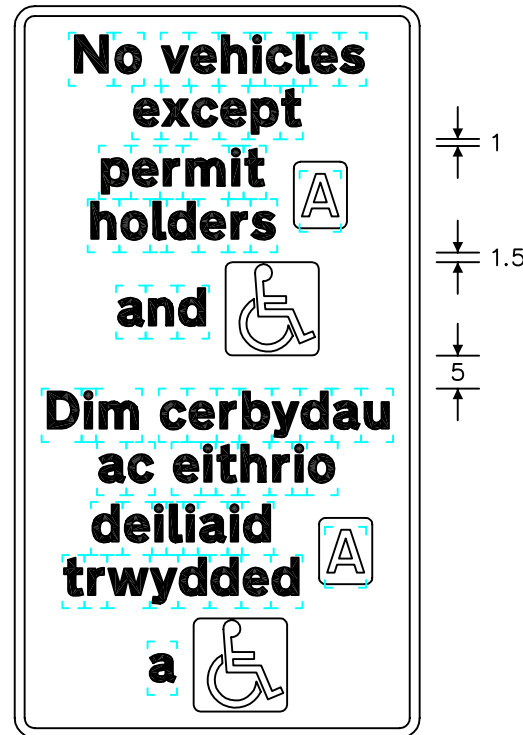 No vehicles
except
permit
holders A
and
Dim cerbydau
ac eithrio
deiliaid
trwydded A
a
1
1.5
5